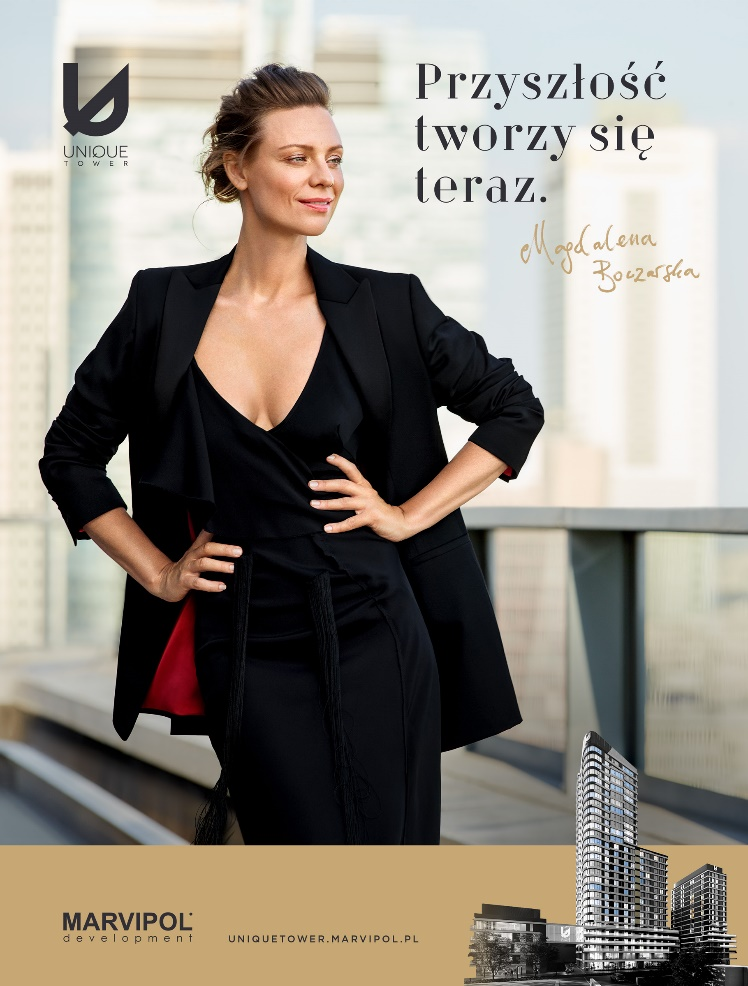 UNIQUE
TOWER
Przyszłość
tworzy się
teraz.
Magdalena
Boczarska
MARVIPOL
development
UNIQUETOWER.MARVIPOL.PL